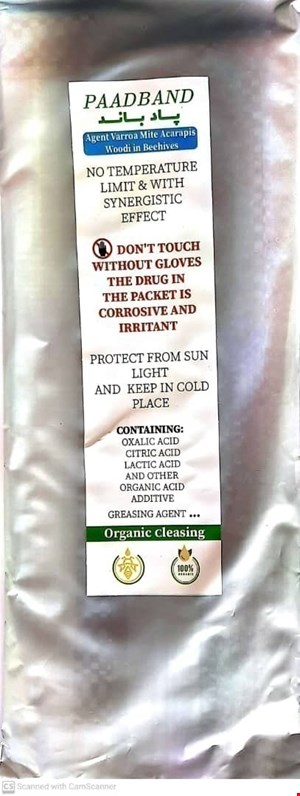 PAADBAND
پاد باند
Agent Varroa Mite Acarapis
Woodi in Beehives
NO TEMPERATURE
LIMIT & WITH
SYNERGISTIC
EFFECT
DON'T TOUCH
WITHOUT GLOVES
THE DRUG IN
THE PACKET IS
CORROSIVE AND
IRRITANT
PROTECT FROM SUN
LIGHT
AND KEEP IN COLD
PLACE
CONTAINING:
OXALIC ACID
CITRIC ACID
LACTIC ACID
AND OTHER
ORGANIC ACID
ADDITIVE
GREASING AGENT ...
Organic Cleasing
100%
ORGANIC
CS Scanned with CamScanner